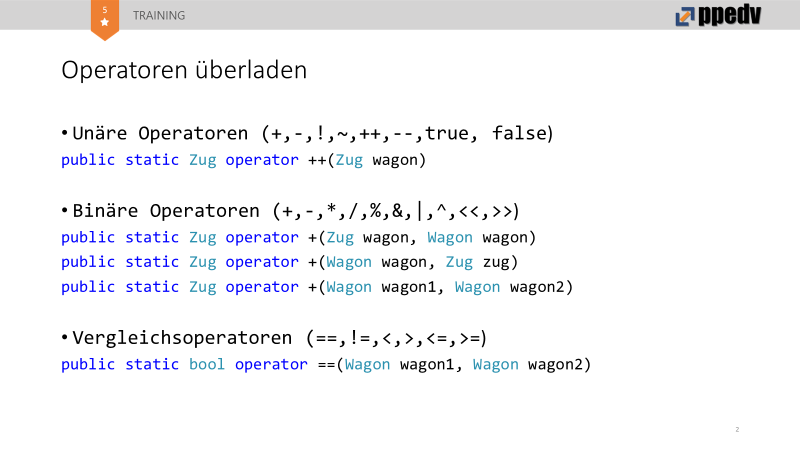 5
TRAINING
ppedv
Operatoren überladen
• Unäre Operatoren (+,-,!,~,++,--,true, false)
public static Zug operator ++(Zug wagon)
• Binäre Operatoren (+,-,*,/,%,&,|,^,<<,>>)
public static Zug operator +(Zug wagon, Wagon wagon)
public static Zug operator +(Wagon wagon, Zug zug)
public static Zug operator +(Wagon wagon1, Wagon wagon2)
• Vergleichsoperatoren (==,!=,<,>,<=,>=)
public static bool operator ==(Wagon wagon1, Wagon wagon2)
2